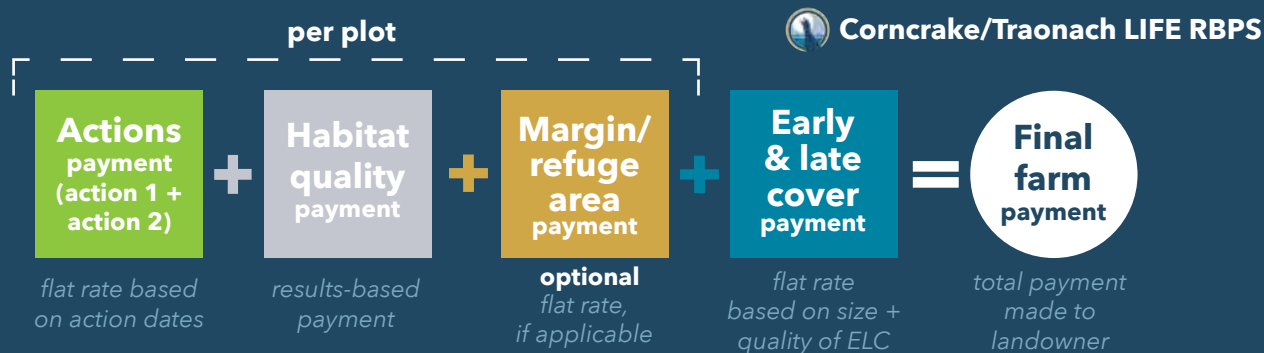 per plot
Corncrake/Traonach LIFE RBPS
Actions
payment
(action 1 +
action 2)
+
Habitat
quality
payment
+
Margin/
refuge
area
payment
+
Early
& late
cover
payment
=
Final
farm
payment
flat rate based
on action dates
results-based
payment
optional
flat rate,
if applicable
flat rate
based on size +
quality of ELC
total payment
made to
landowner